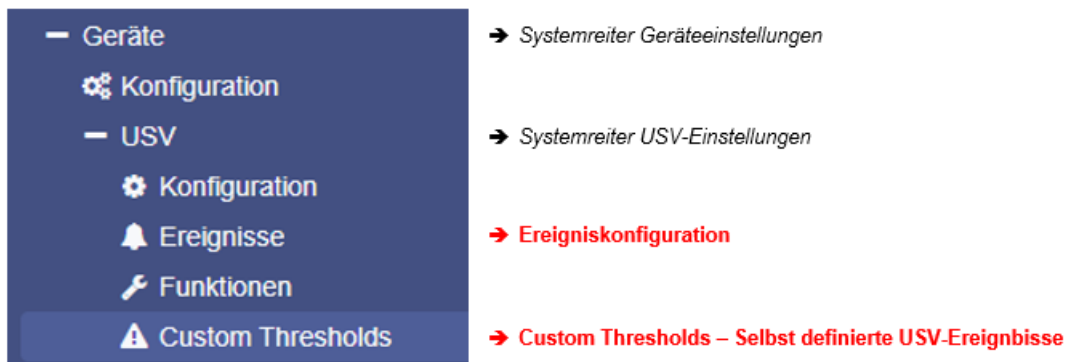 Geräte ➔ Systemreiter Geräteeinstellungen
Konfiguration
USV ➔ Systemreiter USV-Einstellungen
Konfiguration
Ereignisse ➔ Ereigniskonfiguration
Funktionen
Custom Thresholds ➔ Custom Thresholds – Selbst definierte USV-Ereignbisse